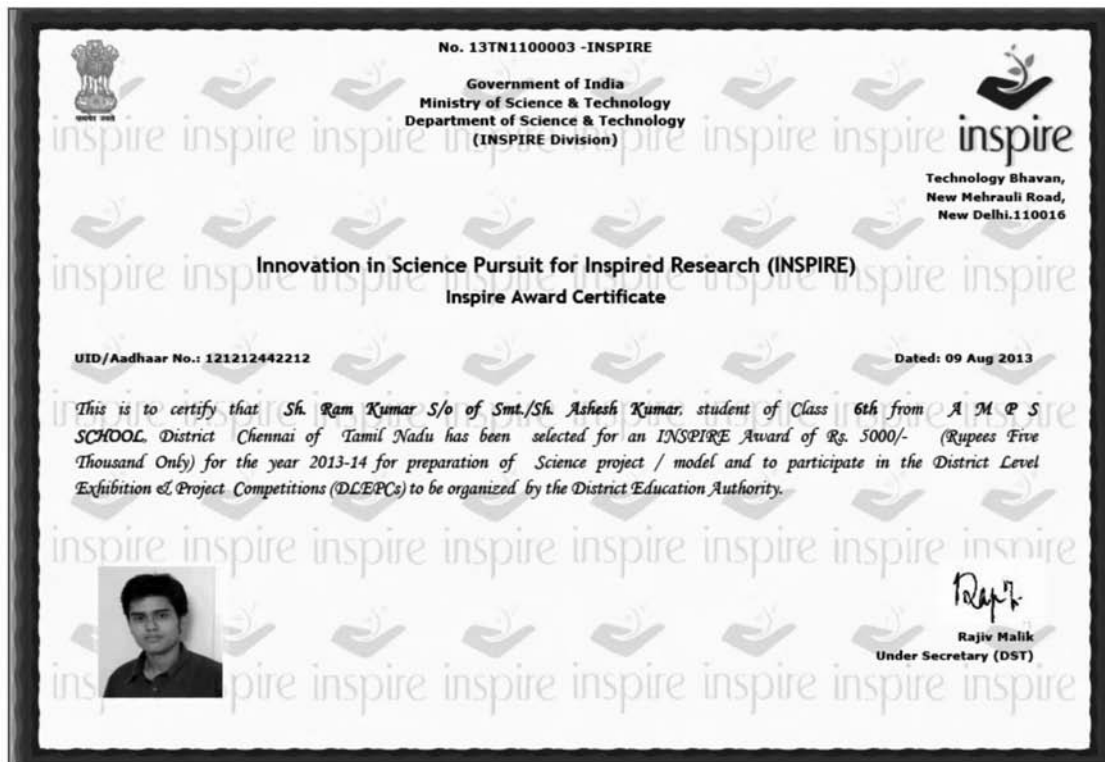 No. 13TN1100003 -INSPIRE
Government of India
Ministry of Science & Technology
Department of Science & Technology
(INSPIRE Division)
सत्यमेव जयते
inspire
Technology Bhavan,
New Mehrauli Road,
New Delhi.110016
Innovation in Science Pursuit for Inspired Research (INSPIRE)
Inspire Award Certificate
UID/Aadhaar No.: 121212442212 Dated: 09 Aug 2013
This is to certify that Sh. Ram Kumar S/o of Smt./Sh. Ashesh Kumar, student of Class 6th from A M P S
SCHOOL, District Chennai of Tamil Nadu has been selected for an INSPIRE Award of Rs. 5000/- (Rupees Five
Thousand Only) for the year 2013-14 for preparation of Science project / model and to participate in the District Level
Exhibition & Project Competitions (DLEPCs) to be organized by the District Education Authority.
Rajiv Malik
Under Secretary (DST)